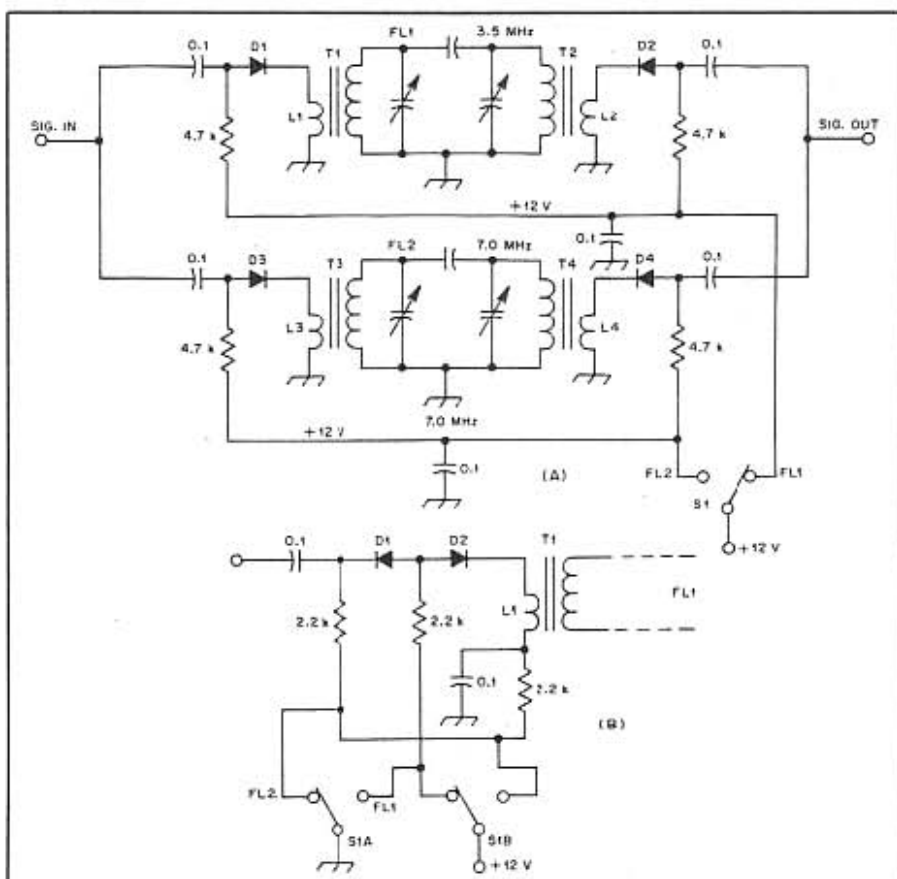 FL1 3.5 MHz
0.1 D1 T1 T2 D2 0.1
SIG. IN L1 L2 SIG. OUT
4.7 k 4.7 k
+12 V
0.1
FL2 7.0 MHz
0.1 D3 T3 T4 D4 0.1
L3 L4
4.7 k 4.7 k
7.0 MHz
+12 V
0.1 (A) FL2 FL1
S1
+12 V
0.1 D1 D2 T1
L1 FL1
2.2 k 2.2 k
0.1 2.2 k
(B)
FL2 FL1
S1A S1B
+12 V